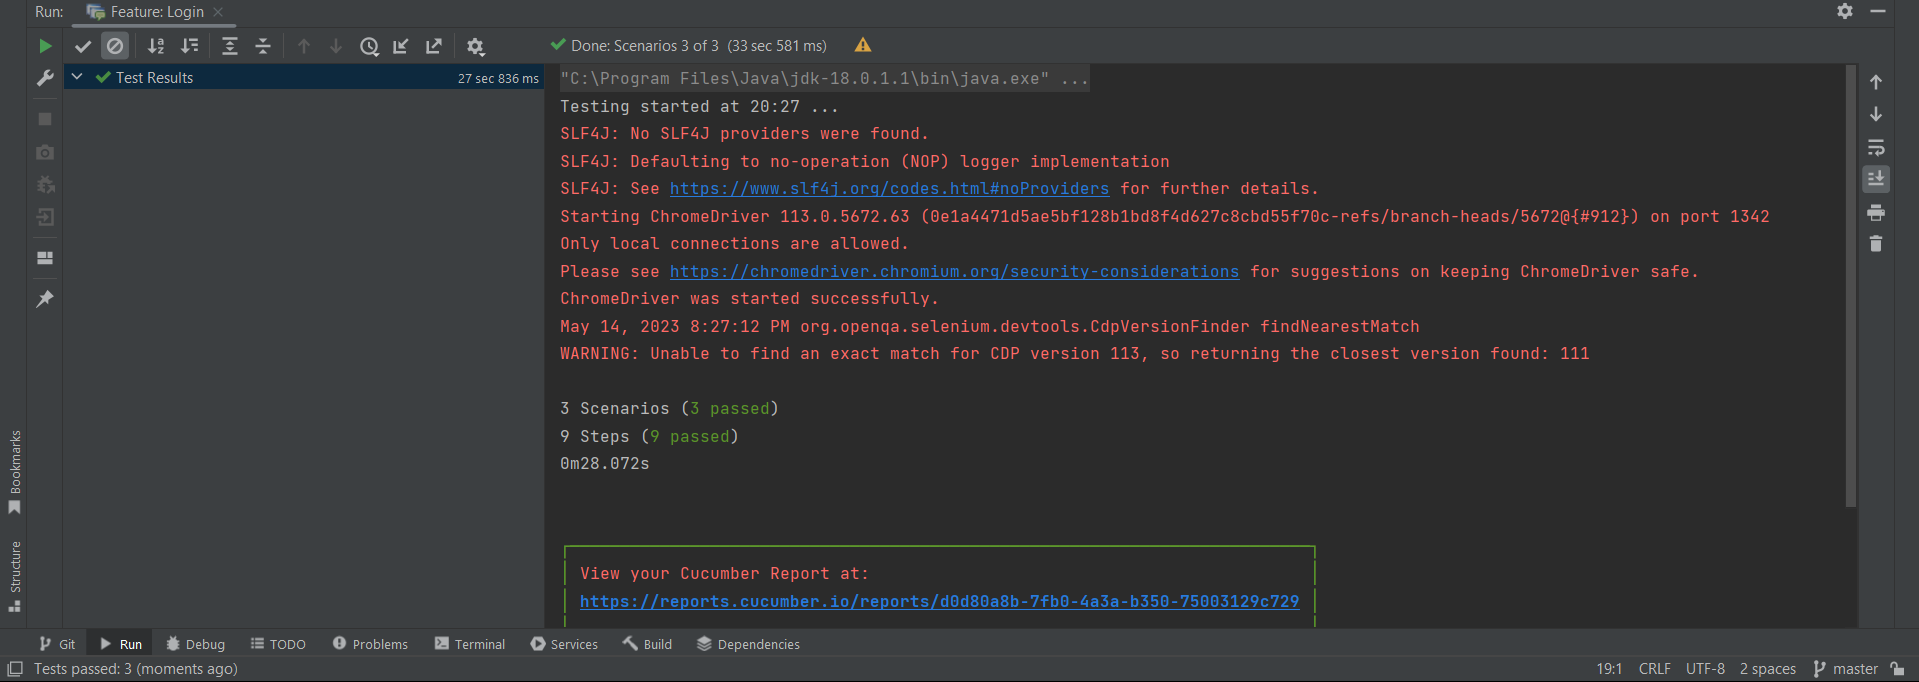 Run: Feature: Login
Done: Scenarios 3 of 3 (33 sec 581 ms)
Test Results 27 sec 836 ms
"C:\Program Files\Java\jdk-18.0.1.1\bin\java.exe" ...
Testing started at 20:27 ...
SLF4J: No SLF4J providers were found.
SLF4J: Defaulting to no-operation (NOP) logger implementation
SLF4J: See https://www.slf4j.org/codes.html#noProviders for further details.
Starting ChromeDriver 113.0.5672.63 (0e1a4471d5ae5bf128b1bd8f4d627c8cbd55f70c-refs/branch-heads/5672@{#912}) on port 1342
Only local connections are allowed.
Please see https://chromedriver.chromium.org/security-considerations for suggestions on keeping ChromeDriver safe.
ChromeDriver was started successfully.
May 14, 2023 8:27:12 PM org.openqa.selenium.devtools.CdpVersionFinder findNearestMatch
WARNING: Unable to find an exact match for CDP version 113, so returning the closest version found: 111
3 Scenarios (3 passed)
9 Steps (9 passed)
0m28.072s
View your Cucumber Report at:
https://reports.cucumber.io/reports/d0d80a8b-7fb0-4a3a-b350-75003129c729
Bookmarks
Structure
Git Run Debug TODO Problems Terminal Services Build Dependencies
Tests passed: 3 (moments ago) 19:1 CRLF UTF-8 2 spaces master